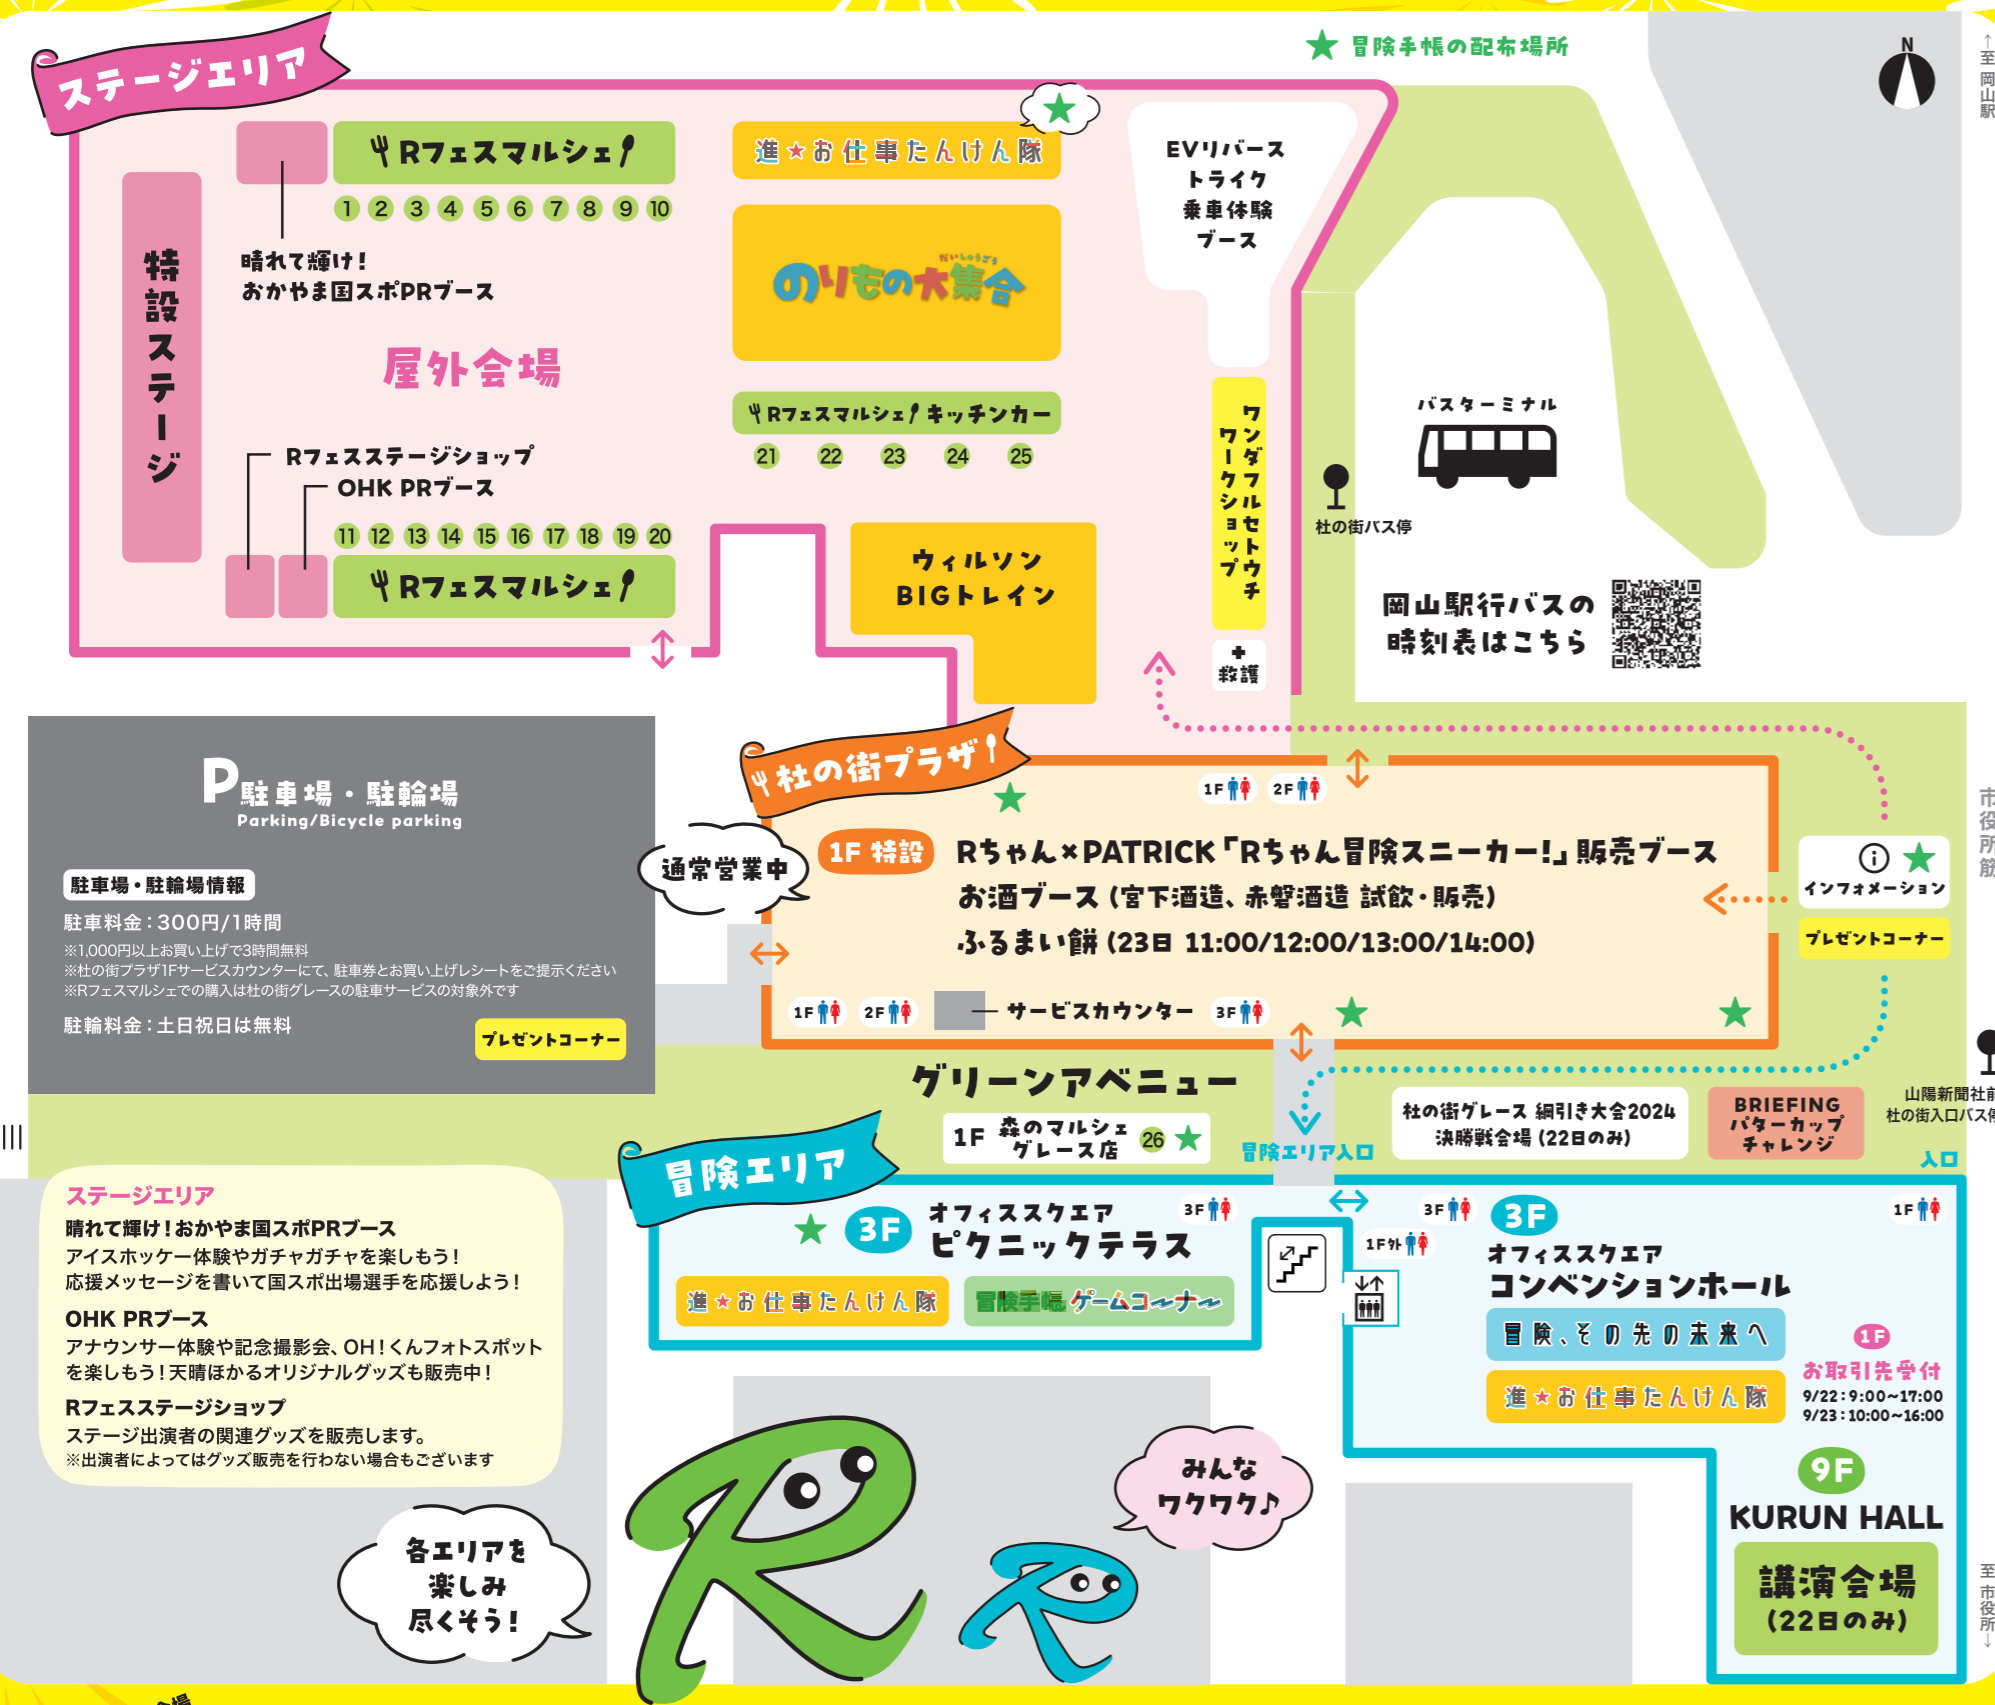 ステージエリア
★ 冒険手帳の配布場所
N
↑至 岡山駅
特設ステージ
Rフェスマルシェ
1 2 3 4 5 6 7 8 9 10
晴れて輝け!
おかやま国スポPRブース
屋外会場
Rフェスステージショップ
OHK PRブース
11 12 13 14 15 16 17 18 19 20
Rフェスマルシェ
進★お仕事たんけん隊
だいしゅうごう
のりもの大集合
Rフェスマルシェ キッチンカー
21 22 23 24 25
ウィルソン
BIGトレイン
EVリバース
トライク
乗車体験
ブース
ワンダフルセトウチ
ワークショップ
救護
バスターミナル
杜の街バス停
岡山駅行バスの
時刻表はこちら
P駐車場・駐輪場
Parking/Bicycle parking
駐車場・駐輪場情報
駐車料金:300円/1時間
※1,000円以上お買い上げで3時間無料
※杜の街プラザ1Fサービスカウンターにて、駐車券とお買い上げレシートをご提示ください
※Rフェスマルシェでの購入は杜の街グレースの駐車サービスの対象外です
駐輪料金:土日祝日は無料
プレゼントコーナー
杜の街プラザ
通常営業中
1F
2F
1F 特設
Rちゃん×PATRICK「Rちゃん冒険スニーカー!」販売ブース
お酒ブース(宮下酒造、赤磐酒造 試飲・販売)
ふるまい餅(23日 11:00/12:00/13:00/14:00)
1F
2F
サービスカウンター
3F
インフォメーション
プレゼントコーナー
市役所筋
グリーンアベニュー
1F 森のマルシェ
グレース店
26
冒険エリア入口
杜の街グレース 綱引き大会2024
決勝戦会場(22日のみ)
BRIEFING
パターカップ
チャレンジ
山陽新聞社前
杜の街入口バス停
入口
冒険エリア
3F
オフィススクエア
ピクニックテラス
3F
進★お仕事たんけん隊
冒険手帳 ゲームコーナー
1F外
3F
3F
オフィススクエア
コンベンションホール
1F
冒険、その先の未来へ
進★お仕事たんけん隊
1F
お取引先受付
9/22:9:00〜17:00
9/23:10:00〜16:00
9F
KURUN HALL
講演会場
(22日のみ)
至 市役所↓
ステージエリア
晴れて輝け!おかやま国スポPRブース
アイスホッケー体験やガチャガチャを楽しもう!
応援メッセージを書いて国スポ出場選手を応援しよう!
OHK PRブース
アナウンサー体験や記念撮影会、OH!くんフォトスポット
を楽しもう!天晴ほかるオリジナルグッズも販売中!
Rフェスステージショップ
ステージ出演者の関連グッズを販売します。
※出演者によってはグッズ販売を行わない場合もございます
各エリアを
楽しみ
尽くそう!
みんな
ワクワク♪